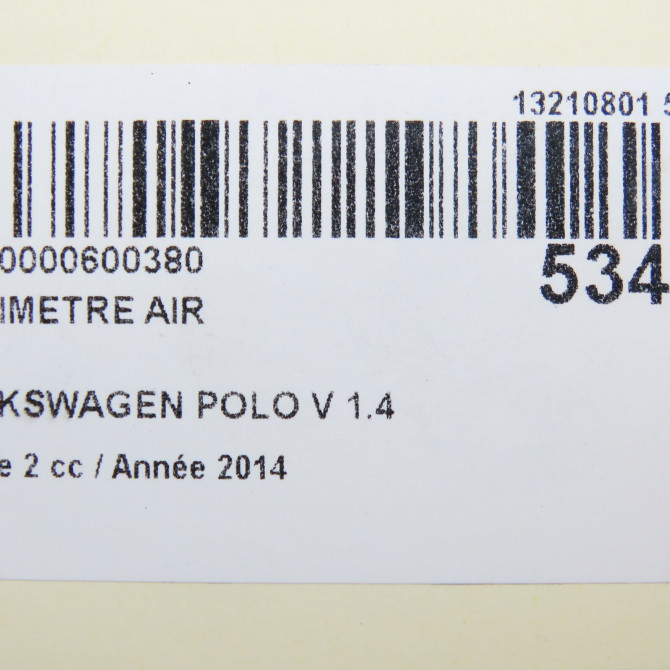 13210801 5
0000600380
534
IMETRE AIR
KSWAGEN POLO V 1.4
e 2 cc / Année 2014